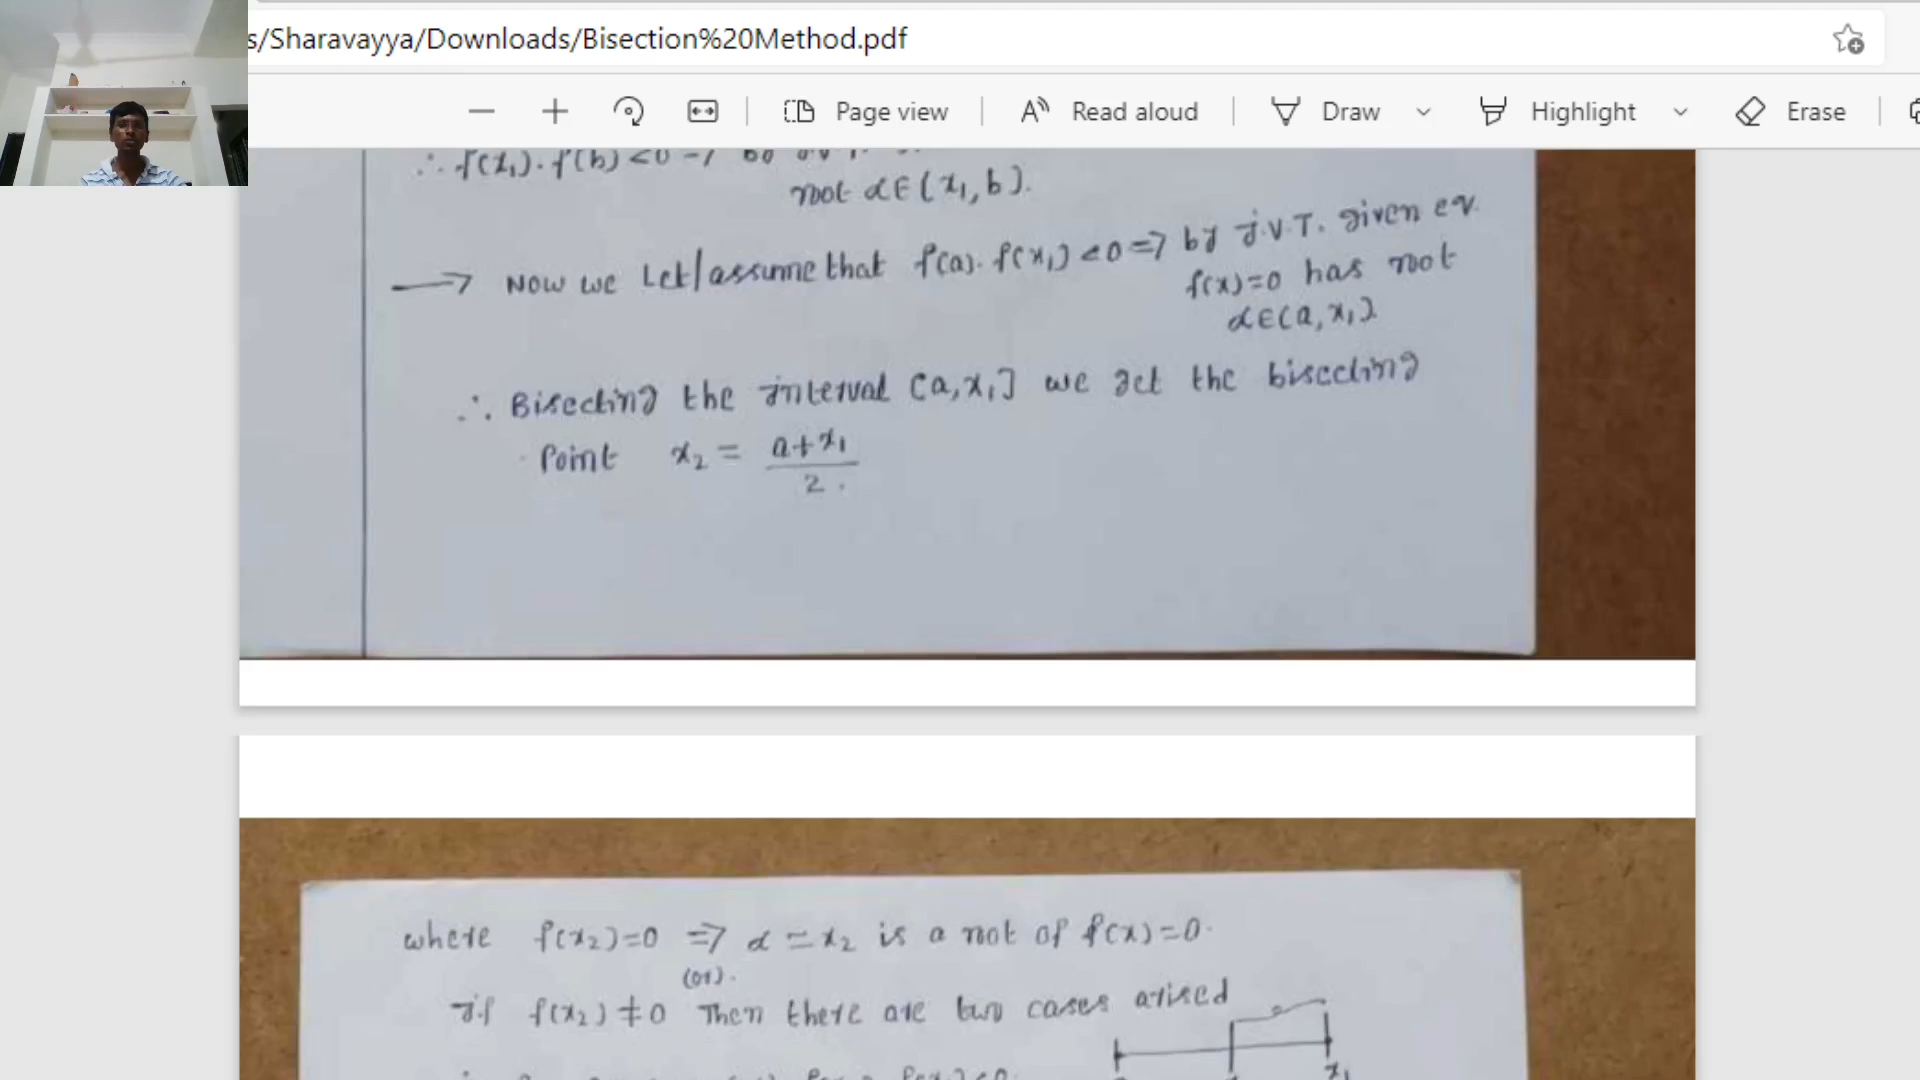 s/Sharavayya/Downloads/Bisection%20Method.pdf
Page view Read aloud Draw Highlight Erase
∴ f(x₁). f(b) <0
root α∈(x₁, b).
→ Now we Let/assume that f(a). f(x₁) <0 ⇒ by I.V.T. given eq.
f(x)=0 has root
α∈(a, x₁)
∴ Bisecting the interval [a, x₁] we get the bisecting
Point x₂ = (a+x₁)/2.
where f(x₂)=0 ⇒ α = x₂ is a root of f(x)=0.
(or).
If f(x₂) ≠ 0 Then there are two cases arised
x₁